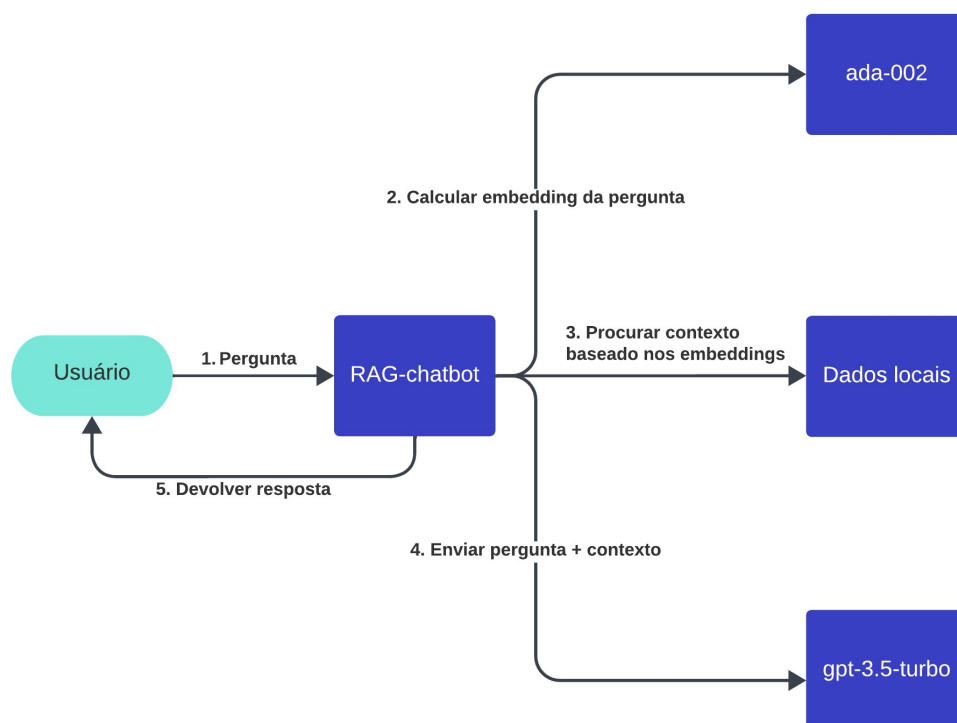 ada-002
2. Calcular embedding da pergunta
3. Procurar contexto
baseado nos embeddings
1. Pergunta
Usuário
RAG-chatbot
Dados locais
5. Devolver resposta
4. Enviar pergunta + contexto
gpt-3.5-turbo